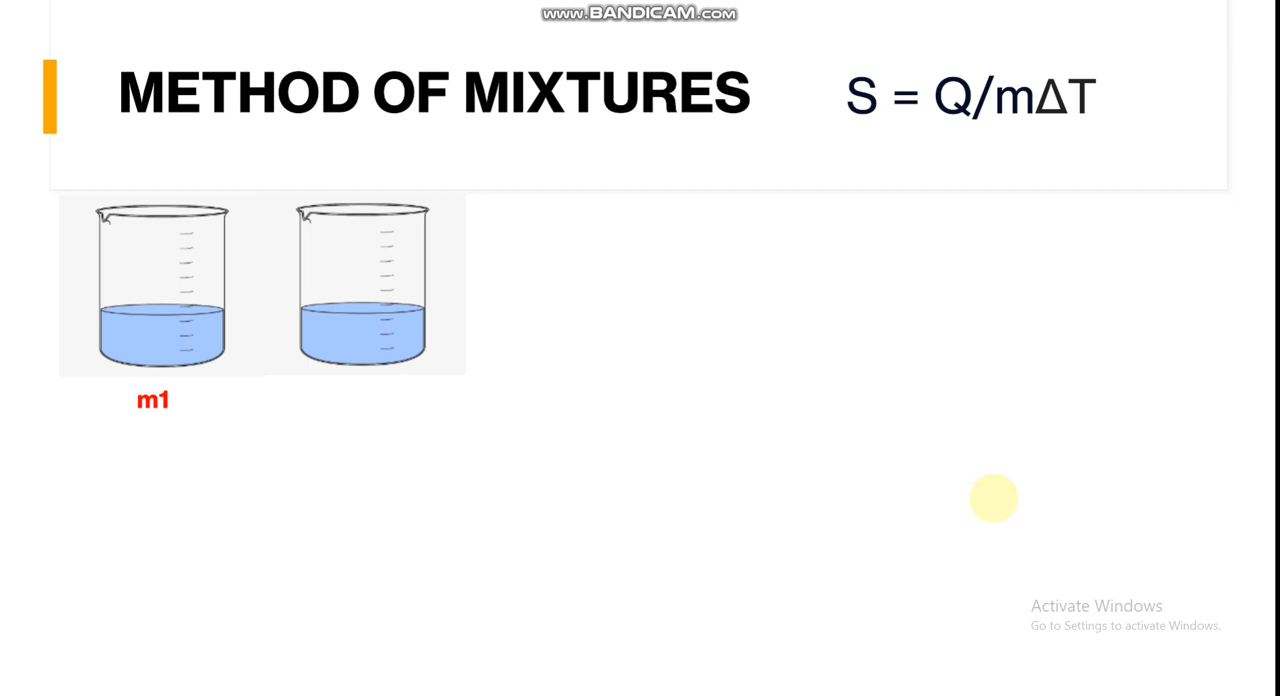 www.BANDICAM.com
METHOD OF MIXTURES
S = Q/mΔT
m1
Activate Windows
Go to Settings to activate Windows.